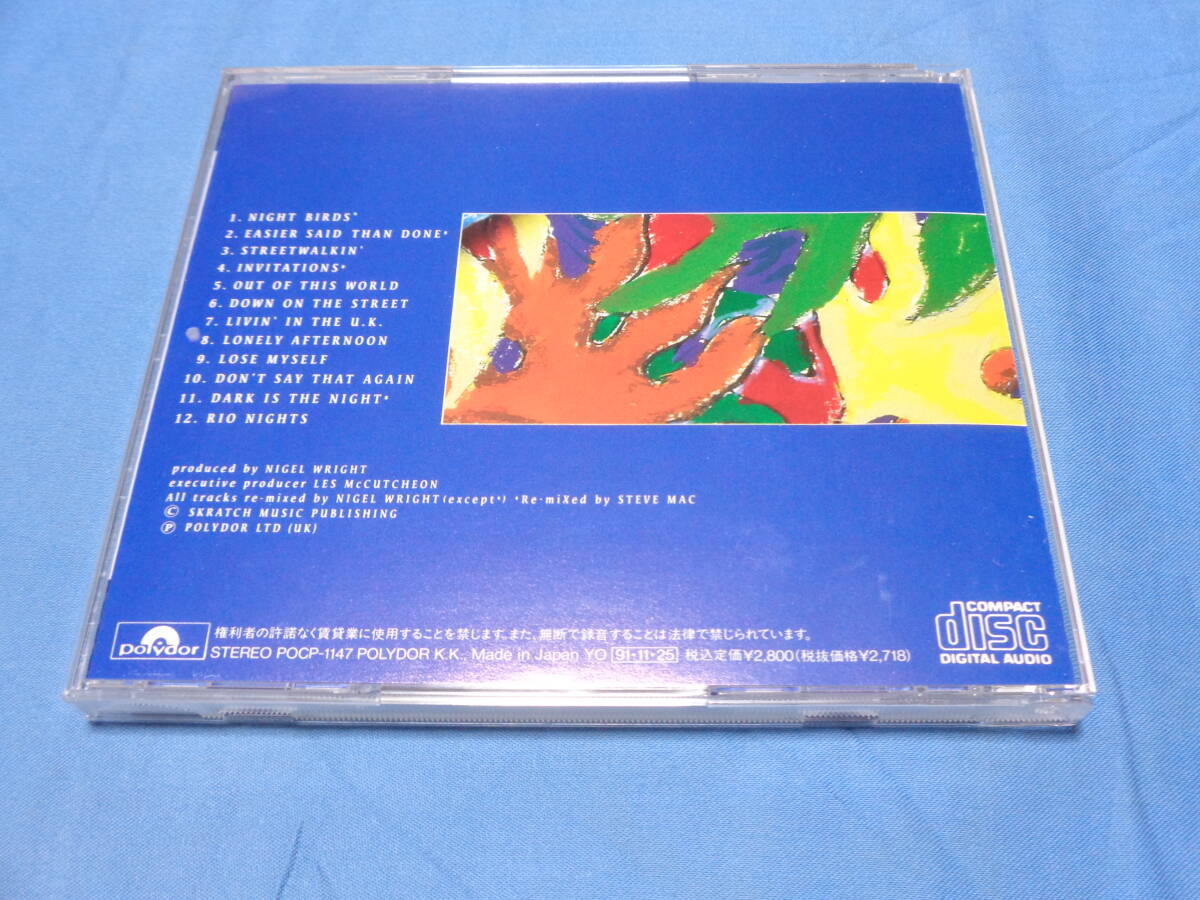 1. NIGHT BIRDS*
2. EASIER SAID THAN DONE*
3. STREETWALKIN'
4. INVITATIONS*
5. OUT OF THIS WORLD
6. DOWN ON THE STREET
7. LIVIN' IN THE U.K.
8. LONELY AFTERNOON
9. LOSE MYSELF
10. DON'T SAY THAT AGAIN
11. DARK IS THE NIGHT*
12. RIO NIGHTS
produced by NIGEL WRIGHT
executive producer LES McCUTCHEON
All tracks re-mixed by NIGEL WRIGHT (except*) *Re-miXed by STEVE MAC
© SKRATCH MUSIC PUBLISHING
℗ POLYDOR LTD (UK)
polydor
権利者の許諾なく賃貸業に使用することを禁じます。また、無断で録音することは法律で禁じられています。
STEREO POCP-1147 POLYDOR K.K., Made in Japan YO 91・11・25 税込定価¥2,800(税抜価格¥2,718)
COMPACT
disc
DIGITAL AUDIO